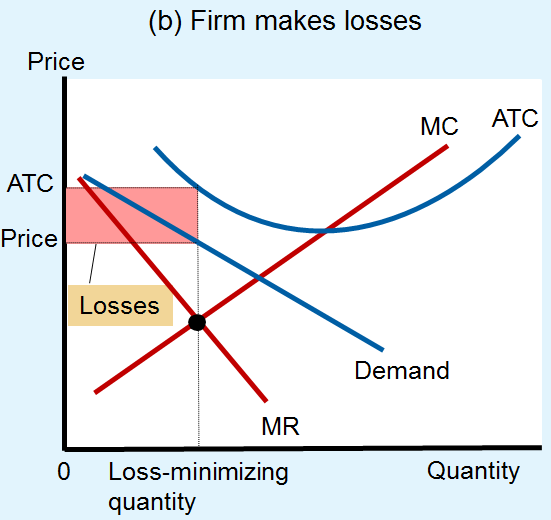 (b) Firm makes losses
Price
MC
ATC
ATC
Price
Losses
Demand
MR
0
Loss-minimizing
quantity
Quantity